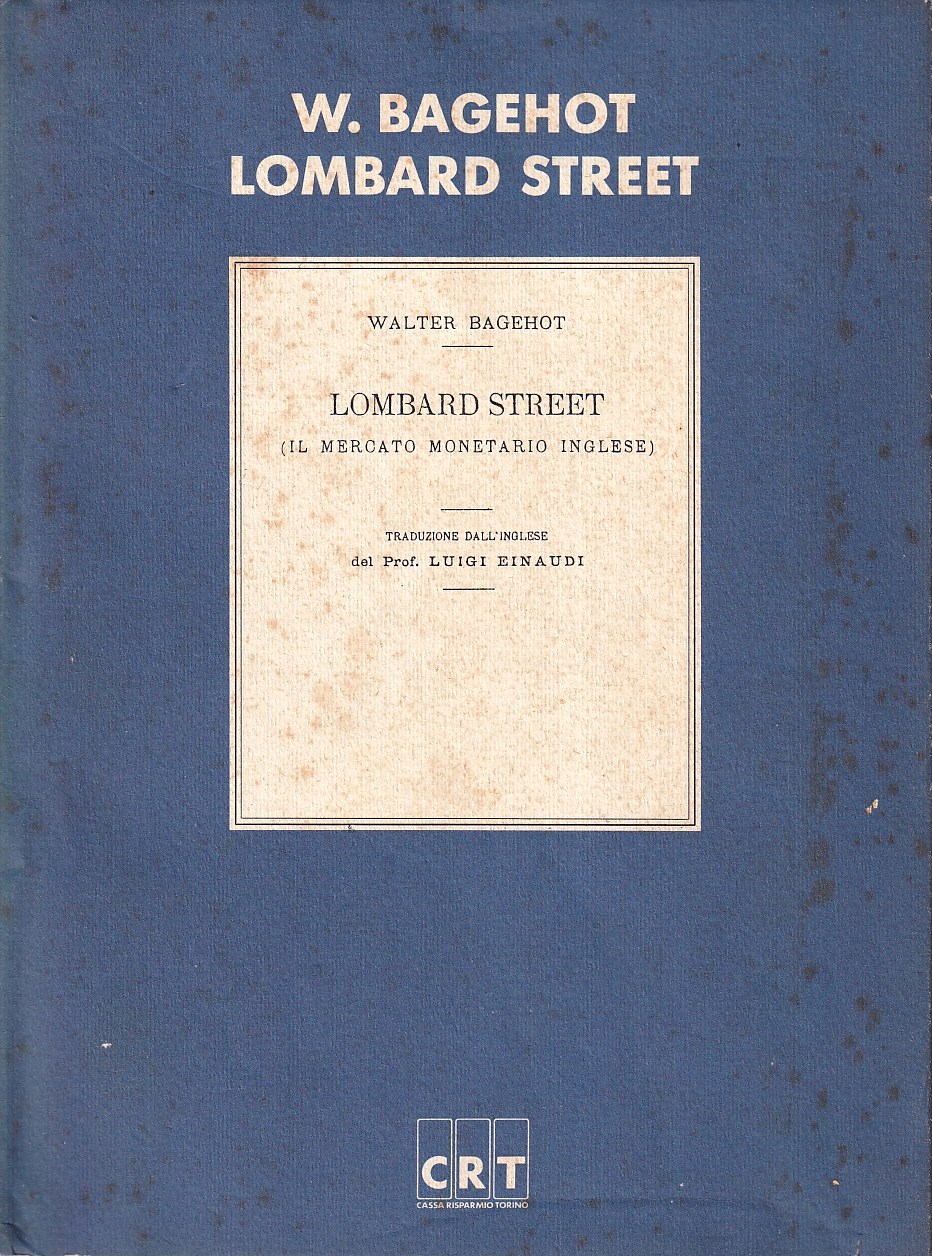 W. BAGEHOT
LOMBARD STREET
WALTER BAGEHOT
LOMBARD STREET
(IL MERCATO MONETARIO INGLESE)
TRADUZIONE DALL'INGLESE
del Prof. LUIGI EINAUDI
CRT
CASSA RISPARMIO TORINO